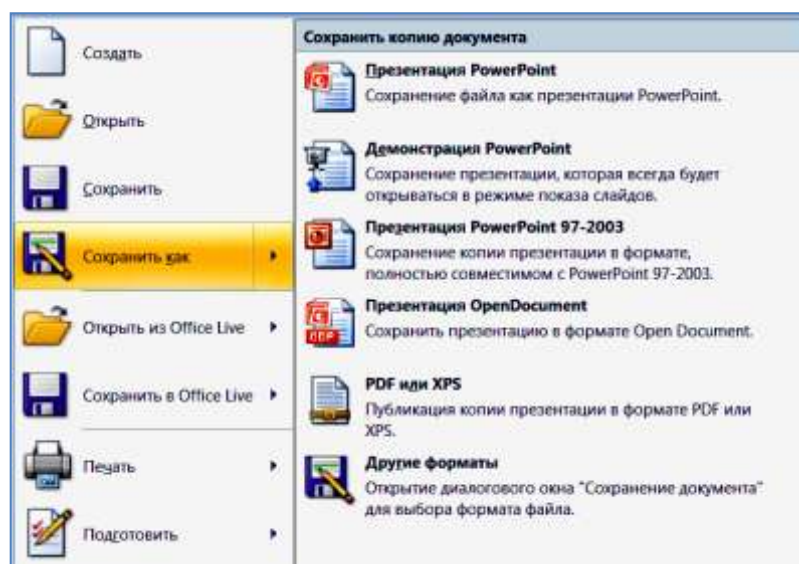 Создать
Открыть
Сохранить
Сохранить как
Открыть из Office Live
Сохранить в Office Live
Печать
Подготовить
Сохранить копию документа
Презентация PowerPoint
Сохранение файла как презентации PowerPoint.
Демонстрация PowerPoint
Сохранение презентации, которая всегда будет
открываться в режиме показа слайдов.
Презентация PowerPoint 97-2003
Сохранение копии презентации в формате,
полностью совместимом с PowerPoint 97-2003.
Презентация OpenDocument
Сохранить презентацию в формате Open Document.
PDF или XPS
Публикация копии презентации в формате PDF или
XPS.
Другие форматы
Открытие диалогового окна "Сохранение документа"
для выбора формата файла.